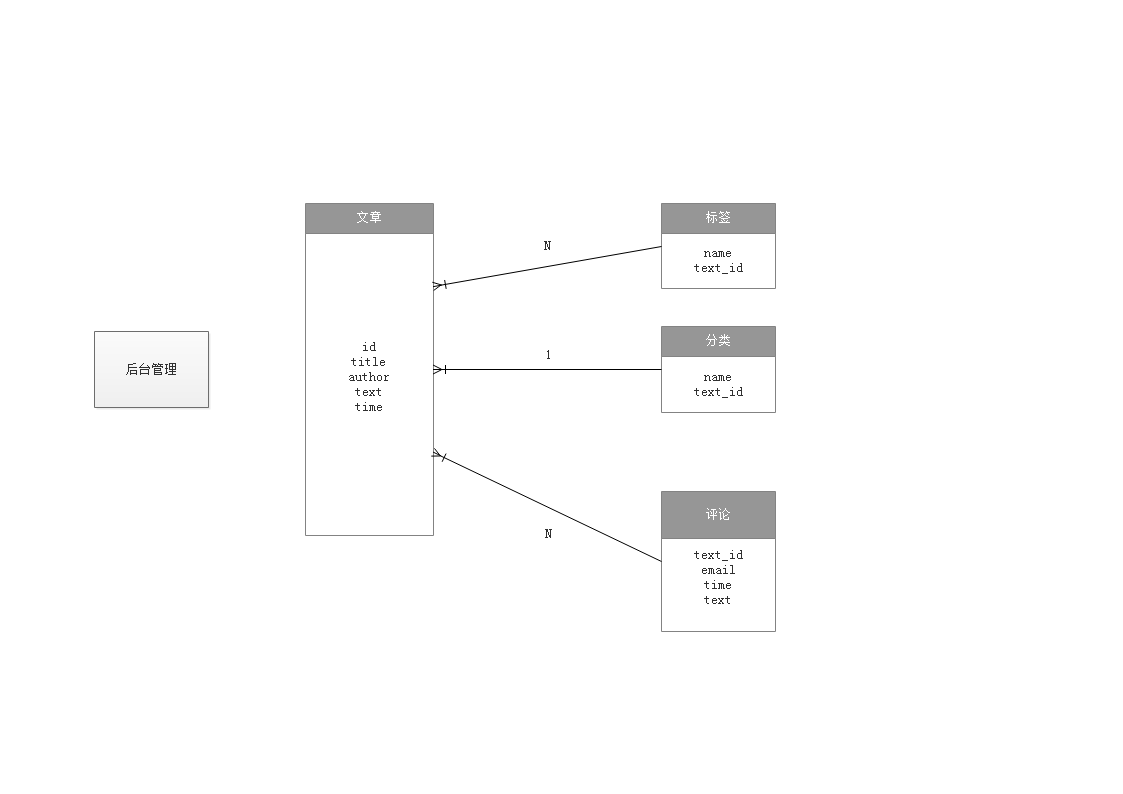 后台管理
文章
id
title
author
text
time
N
1
N
标签
name
text_id
分类
name
text_id
评论
text_id
email
time
text